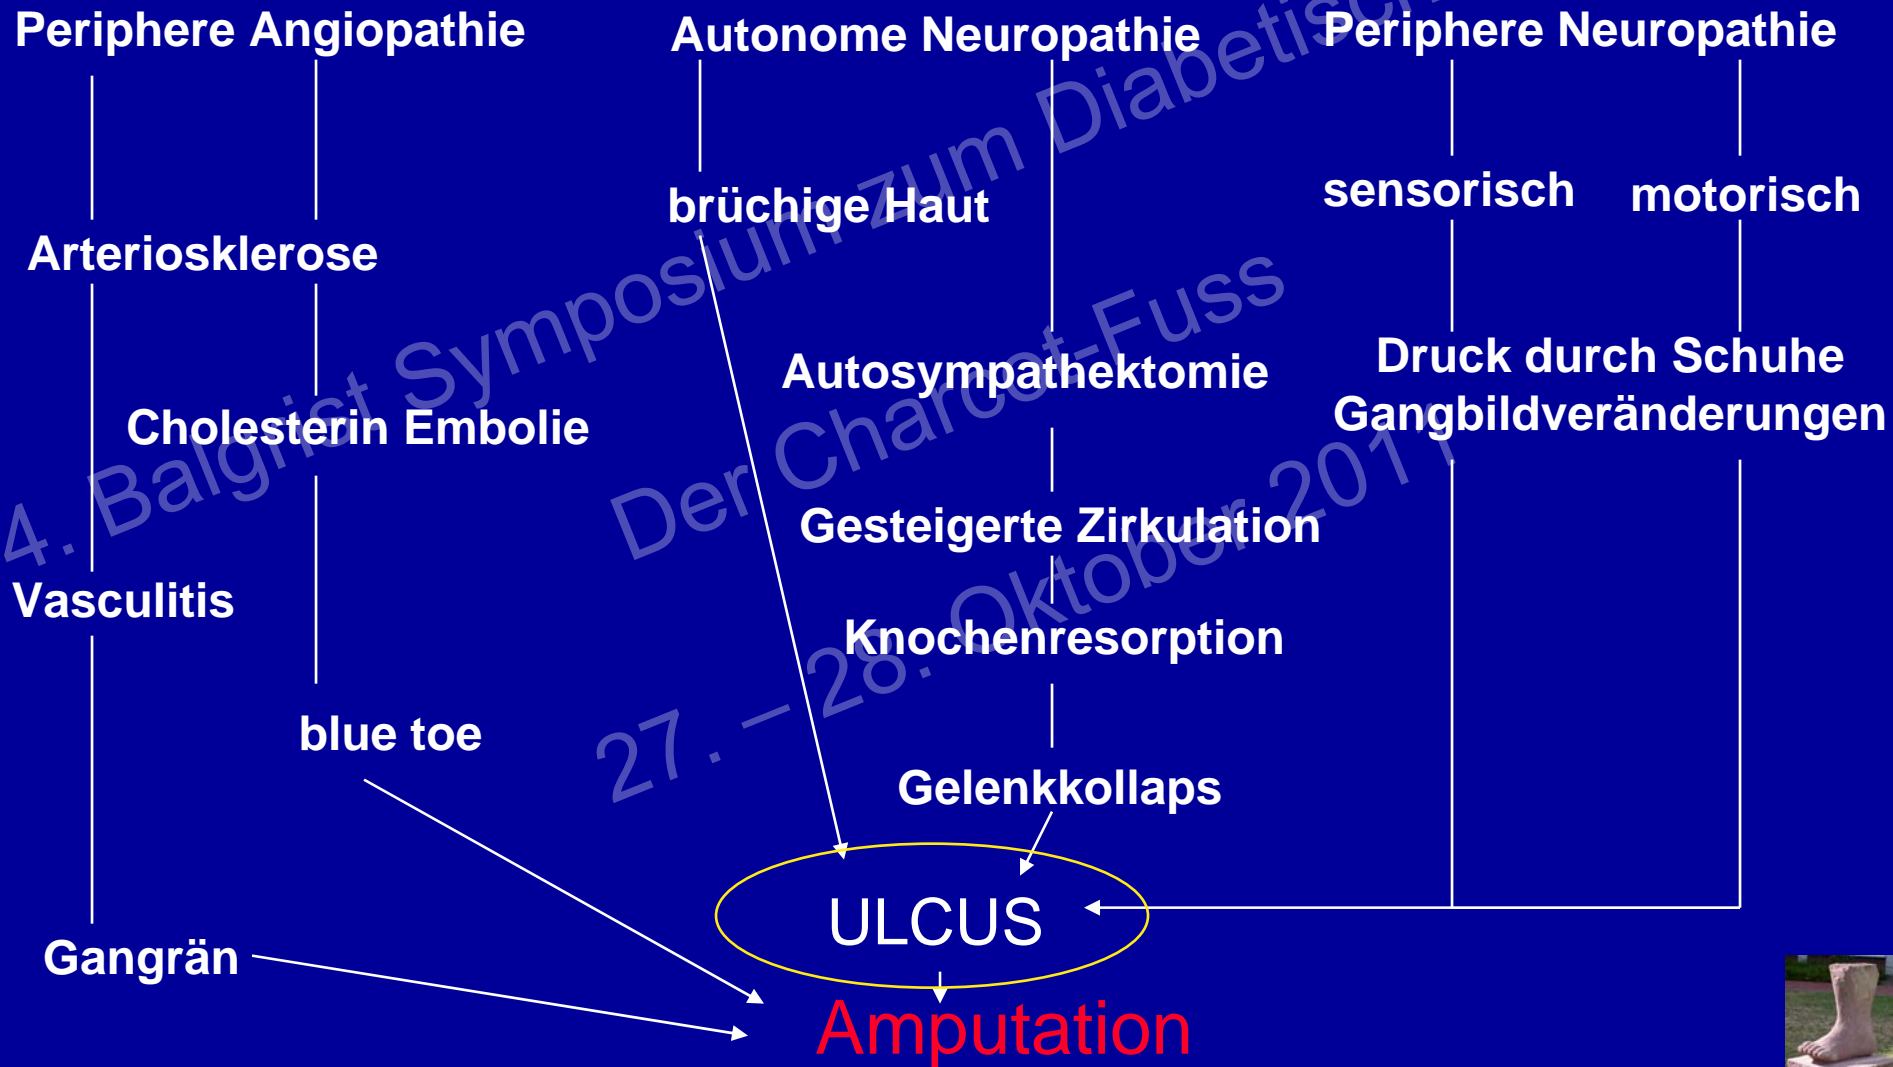 Periphere Angiopathie
Autonome Neuropathie
Periphere Neuropathie
brüchige Haut
sensorisch
motorisch
Arteriosklerose
Autosympathektomie
Druck durch Schuhe
Gangbildveränderungen
Cholesterin Embolie
Gesteigerte Zirkulation
Vasculitis
Knochenresorption
blue toe
Gelenkkollaps
ULCUS
Gangrän
Amputation
4. Balgrist Symposium zum
Der Charcot-Fuss
27. – 28. Oktober 2011